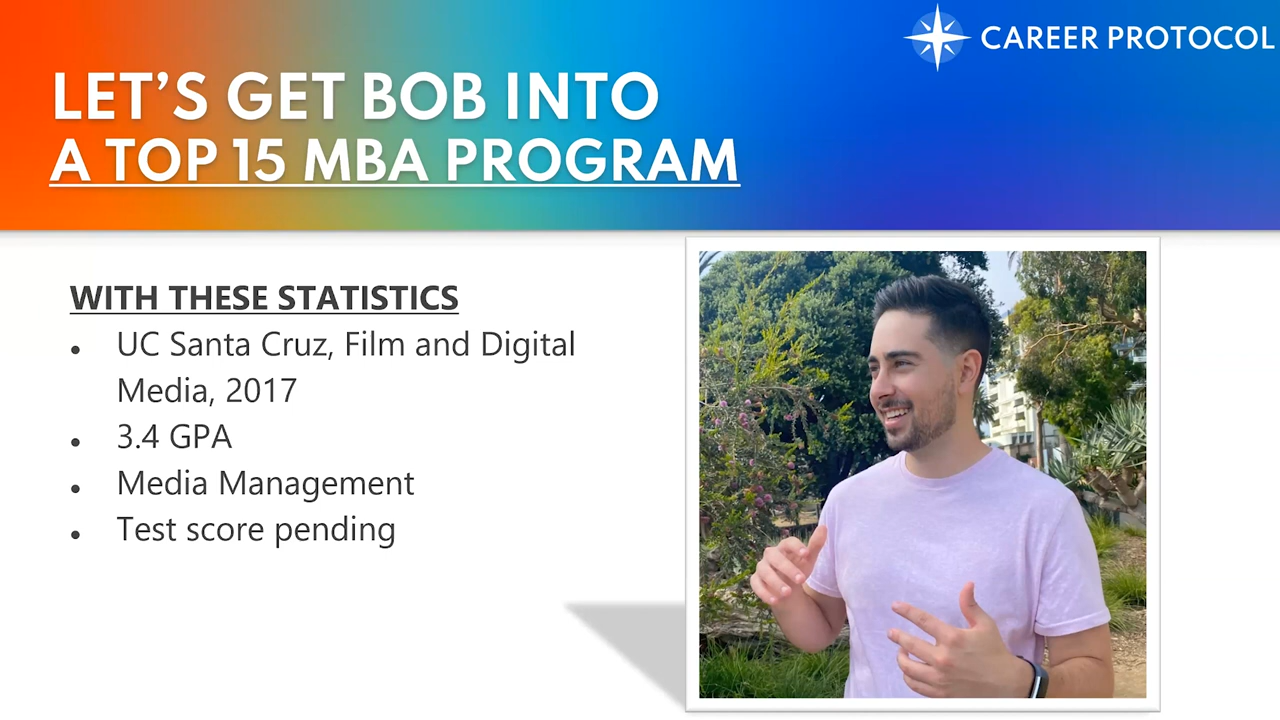 CAREER PROTOCOL
LET’S GET BOB INTO
A TOP 15 MBA PROGRAM
WITH THESE STATISTICS
• UC Santa Cruz, Film and Digital
Media, 2017
• 3.4 GPA
• Media Management
• Test score pending